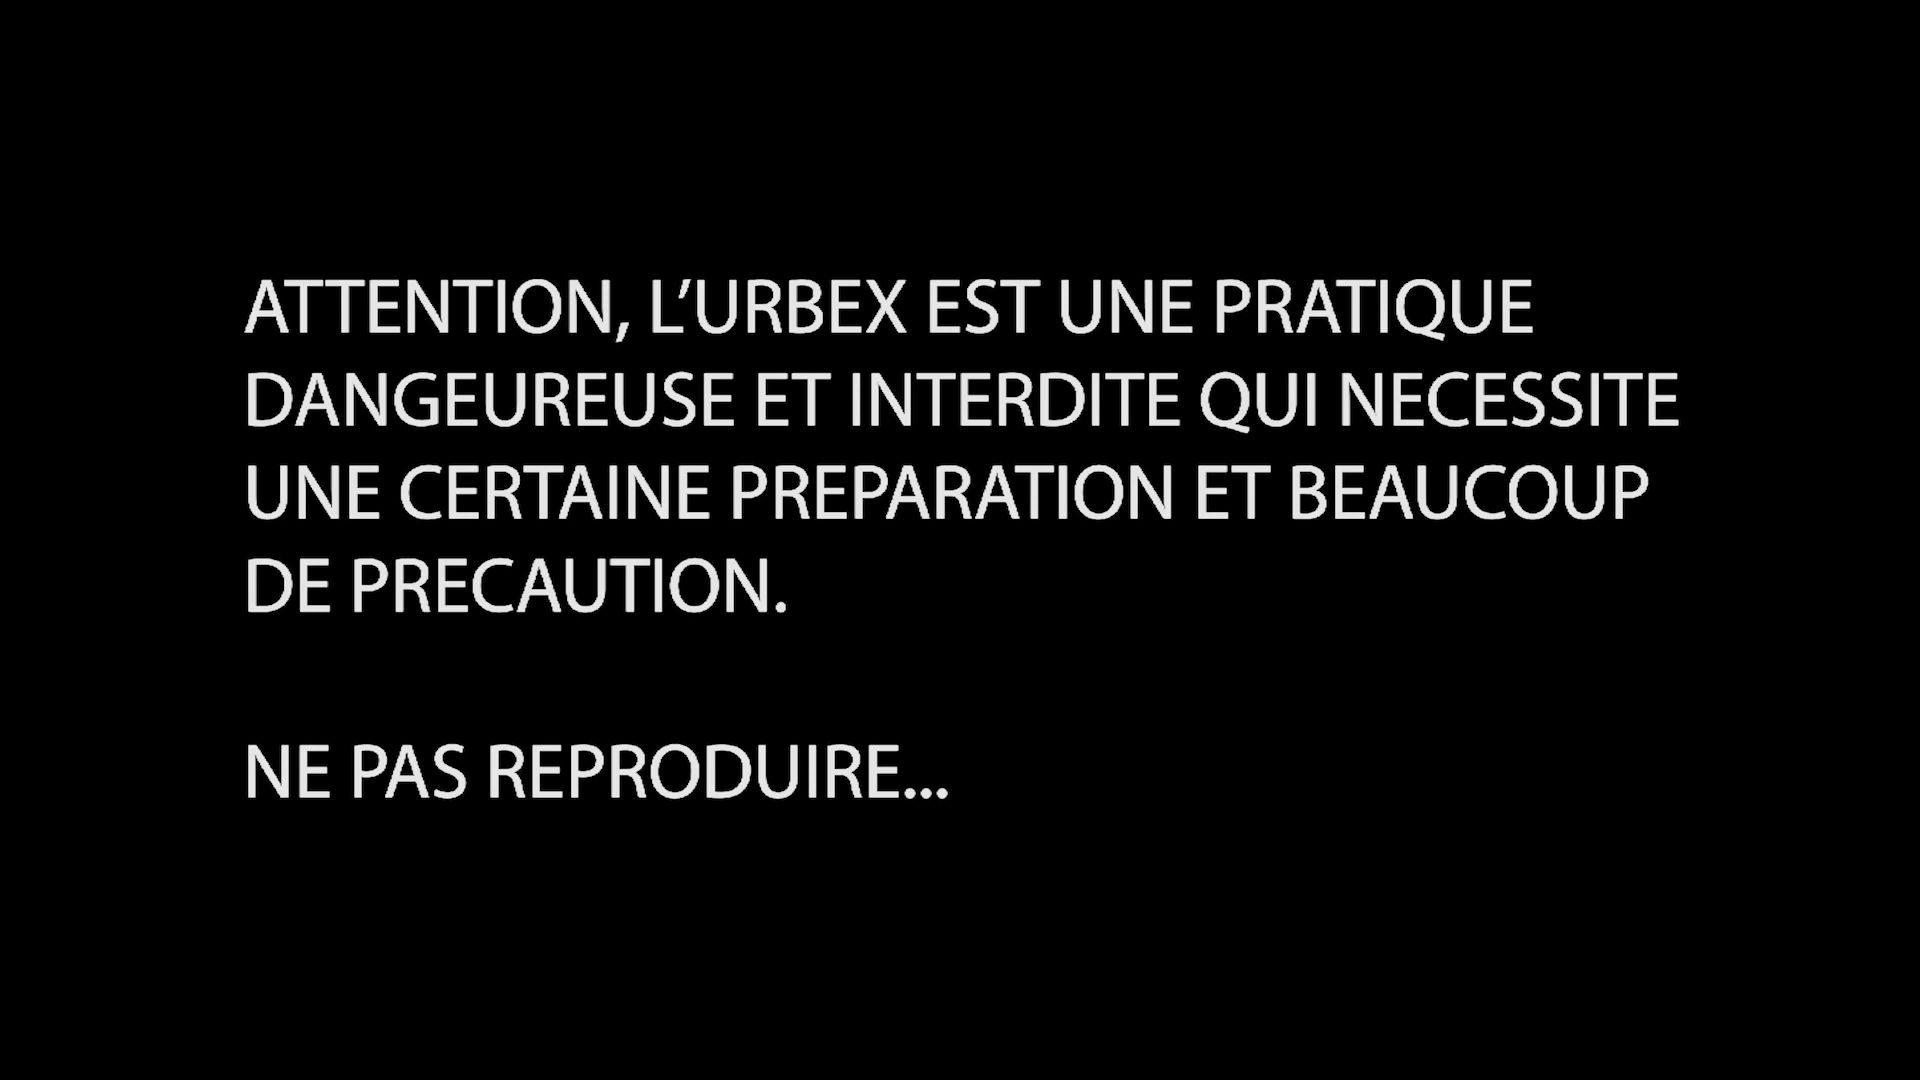 ATTENTION, L’URBEX EST UNE PRATIQUE
DANGEUREUSE ET INTERDITE QUI NECESSITE
UNE CERTAINE PREPARATION ET BEAUCOUP
DE PRECAUTION.
NE PAS REPRODUIRE...